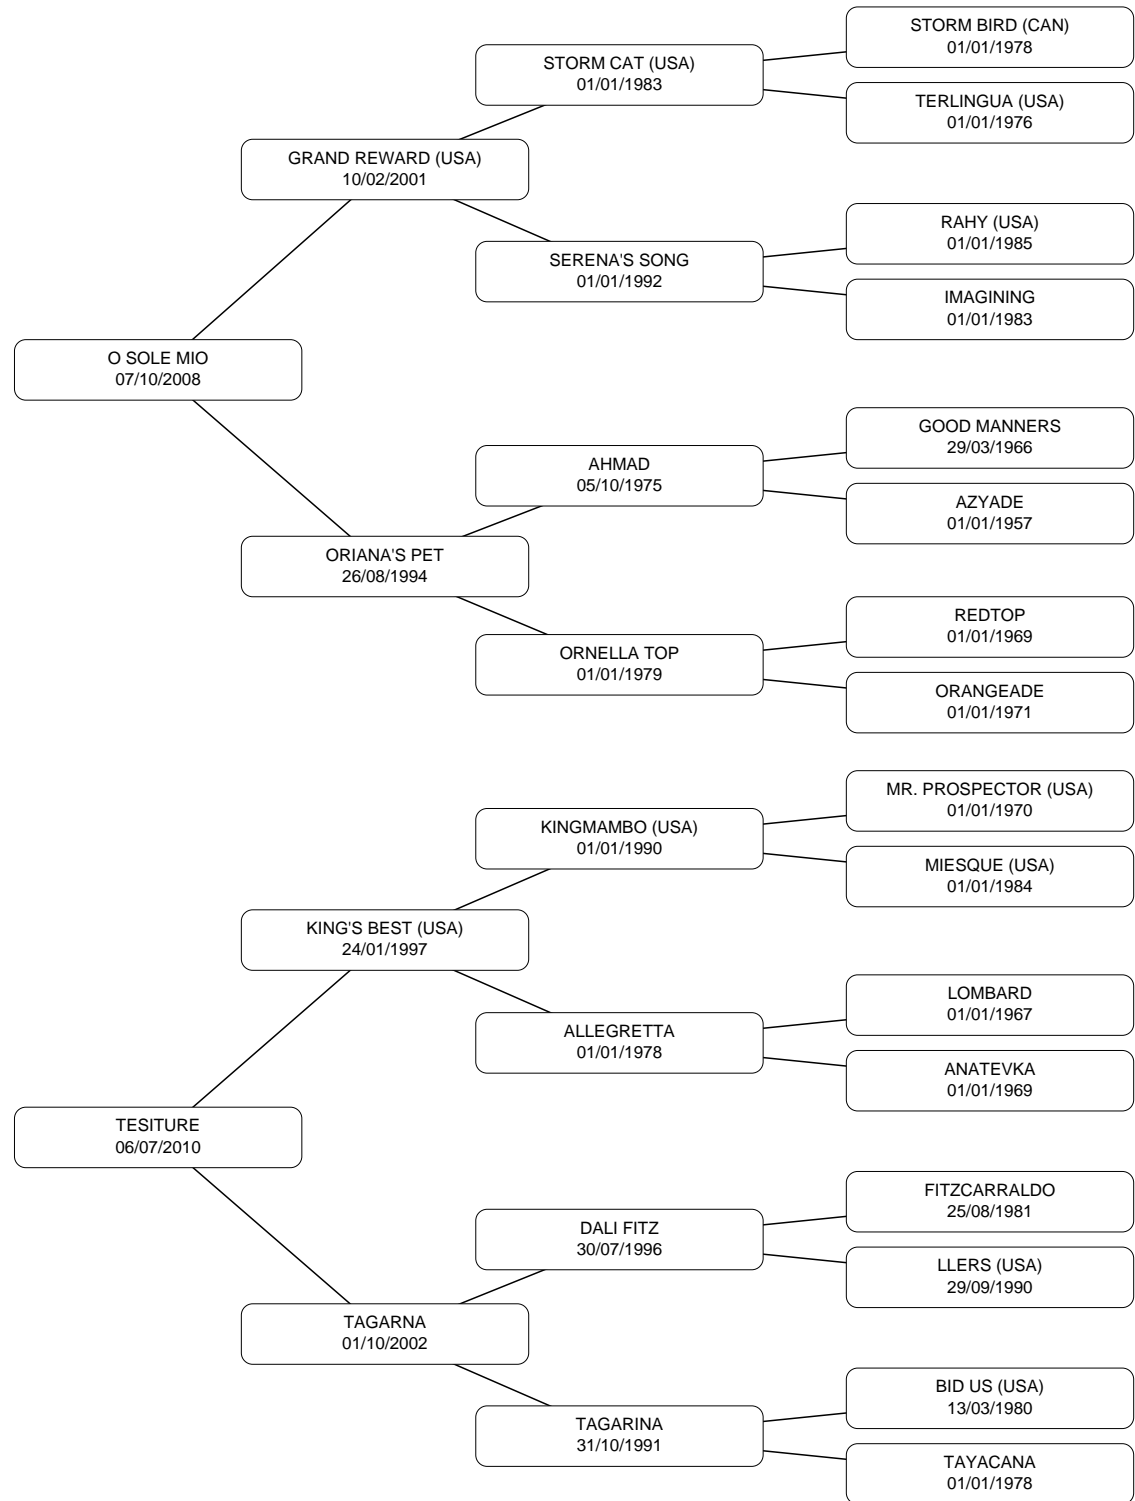 STORM BIRD (CAN)
01/01/1978
STORM CAT (USA)
01/01/1983
TERLINGUA (USA)
01/01/1976
GRAND REWARD (USA)
10/02/2001
RAHY (USA)
01/01/1985
SERENA'S SONG
01/01/1992
IMAGINING
01/01/1983
O SOLE MIO
07/10/2008
GOOD MANNERS
29/03/1966
AHMAD
05/10/1975
AZYADE
01/01/1957
ORIANA'S PET
26/08/1994
REDTOP
01/01/1969
ORNELLA TOP
01/01/1979
ORANGEADE
01/01/1971
MR. PROSPECTOR (USA)
01/01/1970
KINGMAMBO (USA)
01/01/1990
MIESQUE (USA)
01/01/1984
KING'S BEST (USA)
24/01/1997
LOMBARD
01/01/1967
ALLEGRETTA
01/01/1978
ANATEVKA
01/01/1969
TESITURE
06/07/2010
FITZCARRALDO
25/08/1981
DALI FITZ
30/07/1996
LLERS (USA)
29/09/1990
TAGARNA
01/10/2002
BID US (USA)
13/03/1980
TAGARINA
31/10/1991
TAYACANA
01/01/1978